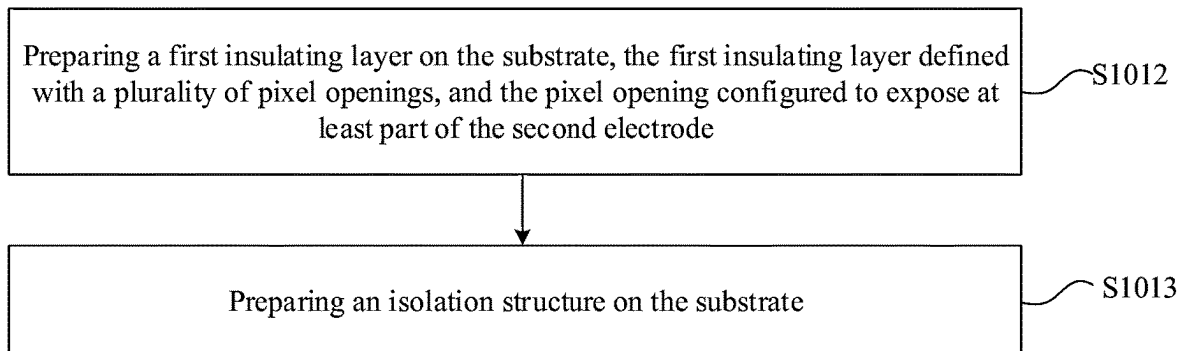 Preparing a first insulating layer on the substrate, the first insulating layer defined
with a plurality of pixel openings, and the pixel opening configured to expose at
least part of the second electrode
S1012
Preparing an isolation structure on the substrate
S1013